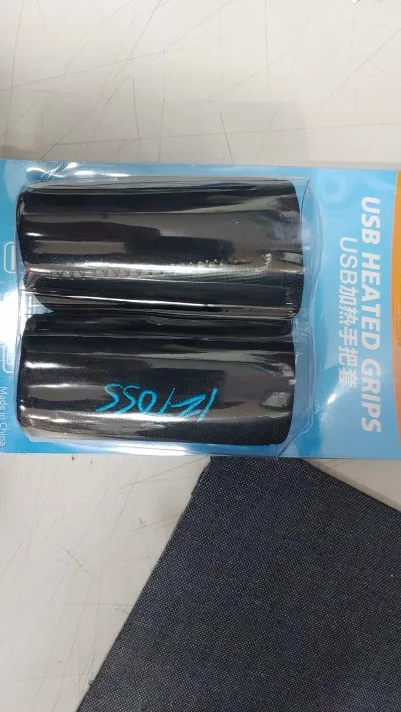 USB HEATED GRIPS
USB加热手把套
Made in China